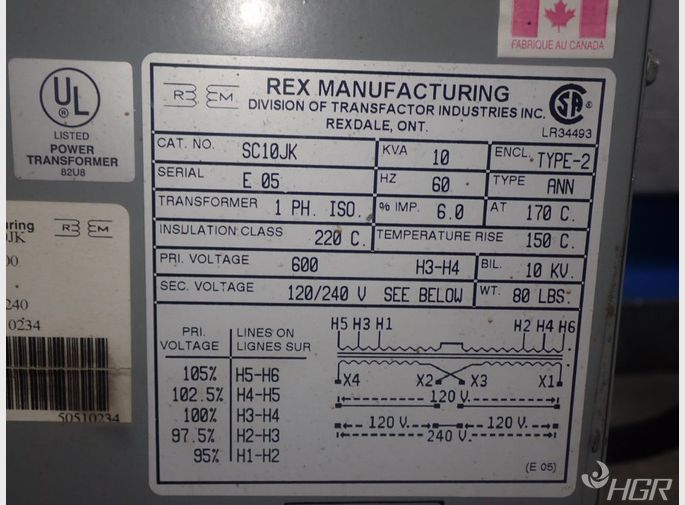 FABRIQUE AU CANADA
UL
®
LISTED
POWER
TRANSFORMER
82U8
REX MANUFACTURING
DIVISION OF TRANSFACTOR INDUSTRIES INC.
REXDALE, ONT.
LR34493
CAT. NO. SC10JK KVA 10 ENCL. TYPE-2
SERIAL E 05 HZ 60 TYPE ANN
TRANSFORMER 1 PH. ISO. % IMP. 6.0 AT 170 C.
INSULATION CLASS 220 C. TEMPERATURE RISE 150 C.
PRI. VOLTAGE 600 H3-H4 BIL. 10 KV.
SEC. VOLTAGE 120/240 V SEE BELOW WT. 80 LBS.
PRI. VOLTAGE LINES ON LIGNES SUR
105% H5-H6
102.5% H4-H5
100% H3-H4
97.5% H2-H3
95% H1-H2
H5 H3 H1 H2 H4 H6
X4 X2 X3 X1
120 V.
120 V. 120 V.
240 V.
(E 05)
uring
0JK
00
240
10234
50510234
HGR